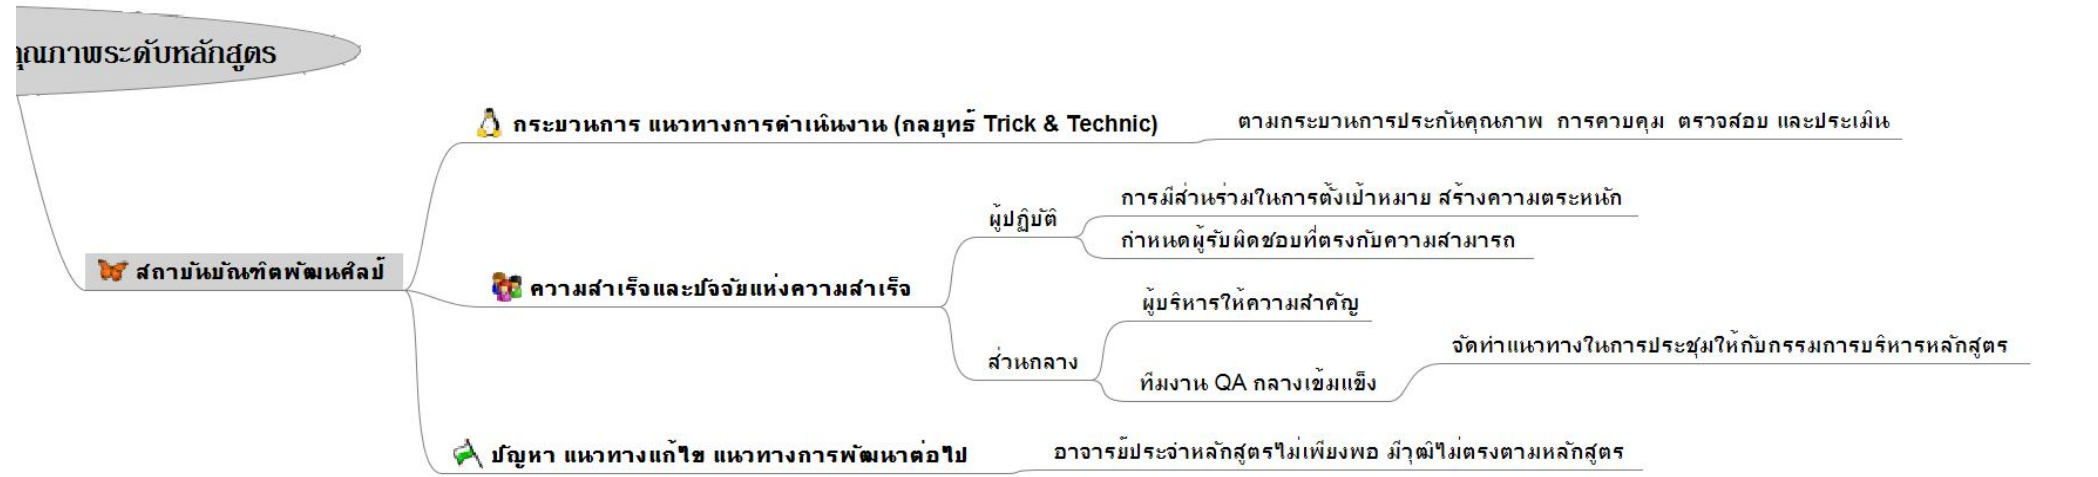 คุณภาพระดับหลักสูตร
กระบวนการ แนวทางการดำเนินงาน (กลยุทธ์ Trick & Technic)
ตามกระบวนการประกันคุณภาพ การควบคุม ตรวจสอบ และประเมิน
การมีส่วนร่วมในการตั้งเป้าหมาย สร้างความตระหนัก
ผู้ปฏิบัติ
กำหนดผู้รับผิดชอบที่ตรงกับความสามารถ
สถาบันบัณฑิตพัฒนศิลป์
ความสำเร็จและปัจจัยแห่งความสำเร็จ
ผู้บริหารให้ความสำคัญ
ส่วนกลาง
จัดทำแนวทางในการประชุมให้กับกรรมการบริหารหลักสูตร
ทีมงาน QA กลางเข้มแข็ง
ปัญหา แนวทางแก้ไข แนวทางการพัฒนาต่อไป
อาจารย์ประจำหลักสูตรไม่เพียงพอ มีวุฒิไม่ตรงตามหลักสูตร